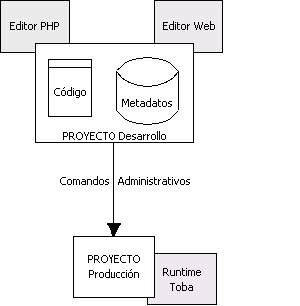 Editor PHP
Editor Web
Código
Metadatos
PROYECTO Desarrollo
Comandos Administrativos
PROYECTO
Producción
Runtime
Toba